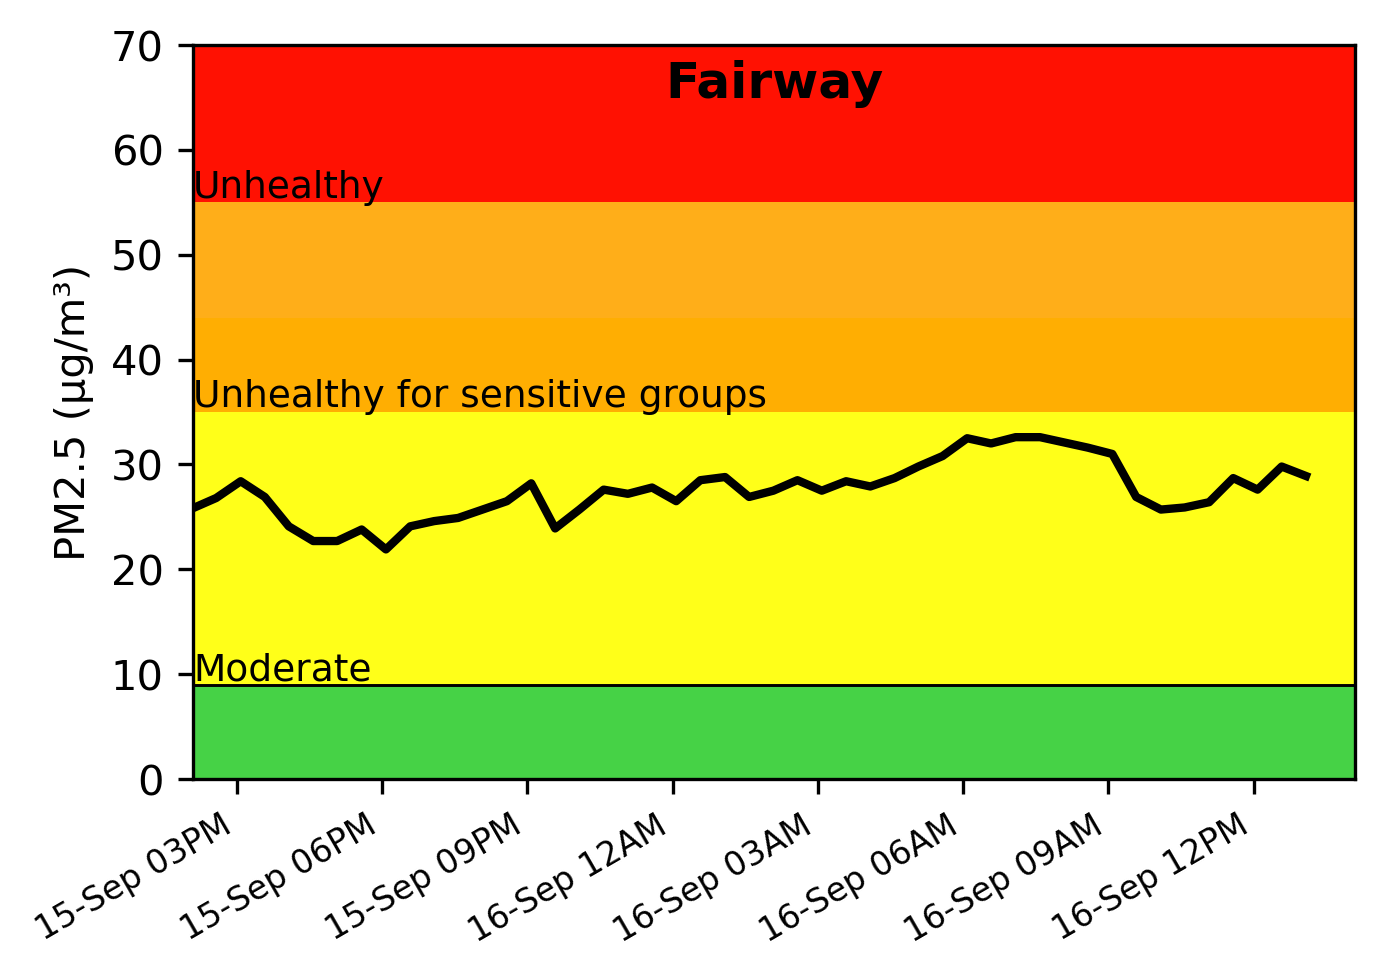 Fairway
70
60
Unhealthy
50
40
Unhealthy for sensitive groups
30
20
Moderate
10
0
PM2.5 (µg/m³)
15-Sep 03PM
15-Sep 06PM
15-Sep 09PM
16-Sep 12AM
16-Sep 03AM
16-Sep 06AM
16-Sep 09AM
16-Sep 12PM